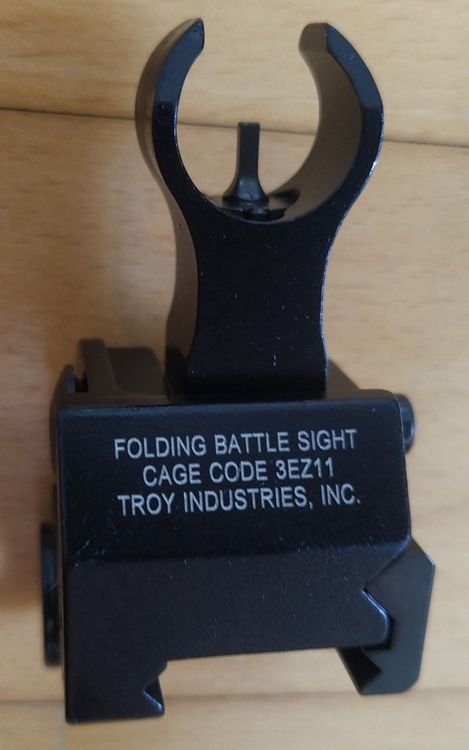 FOLDING BATTLE SIGHT
CAGE CODE 3EZ11
TROY INDUSTRIES, INC.